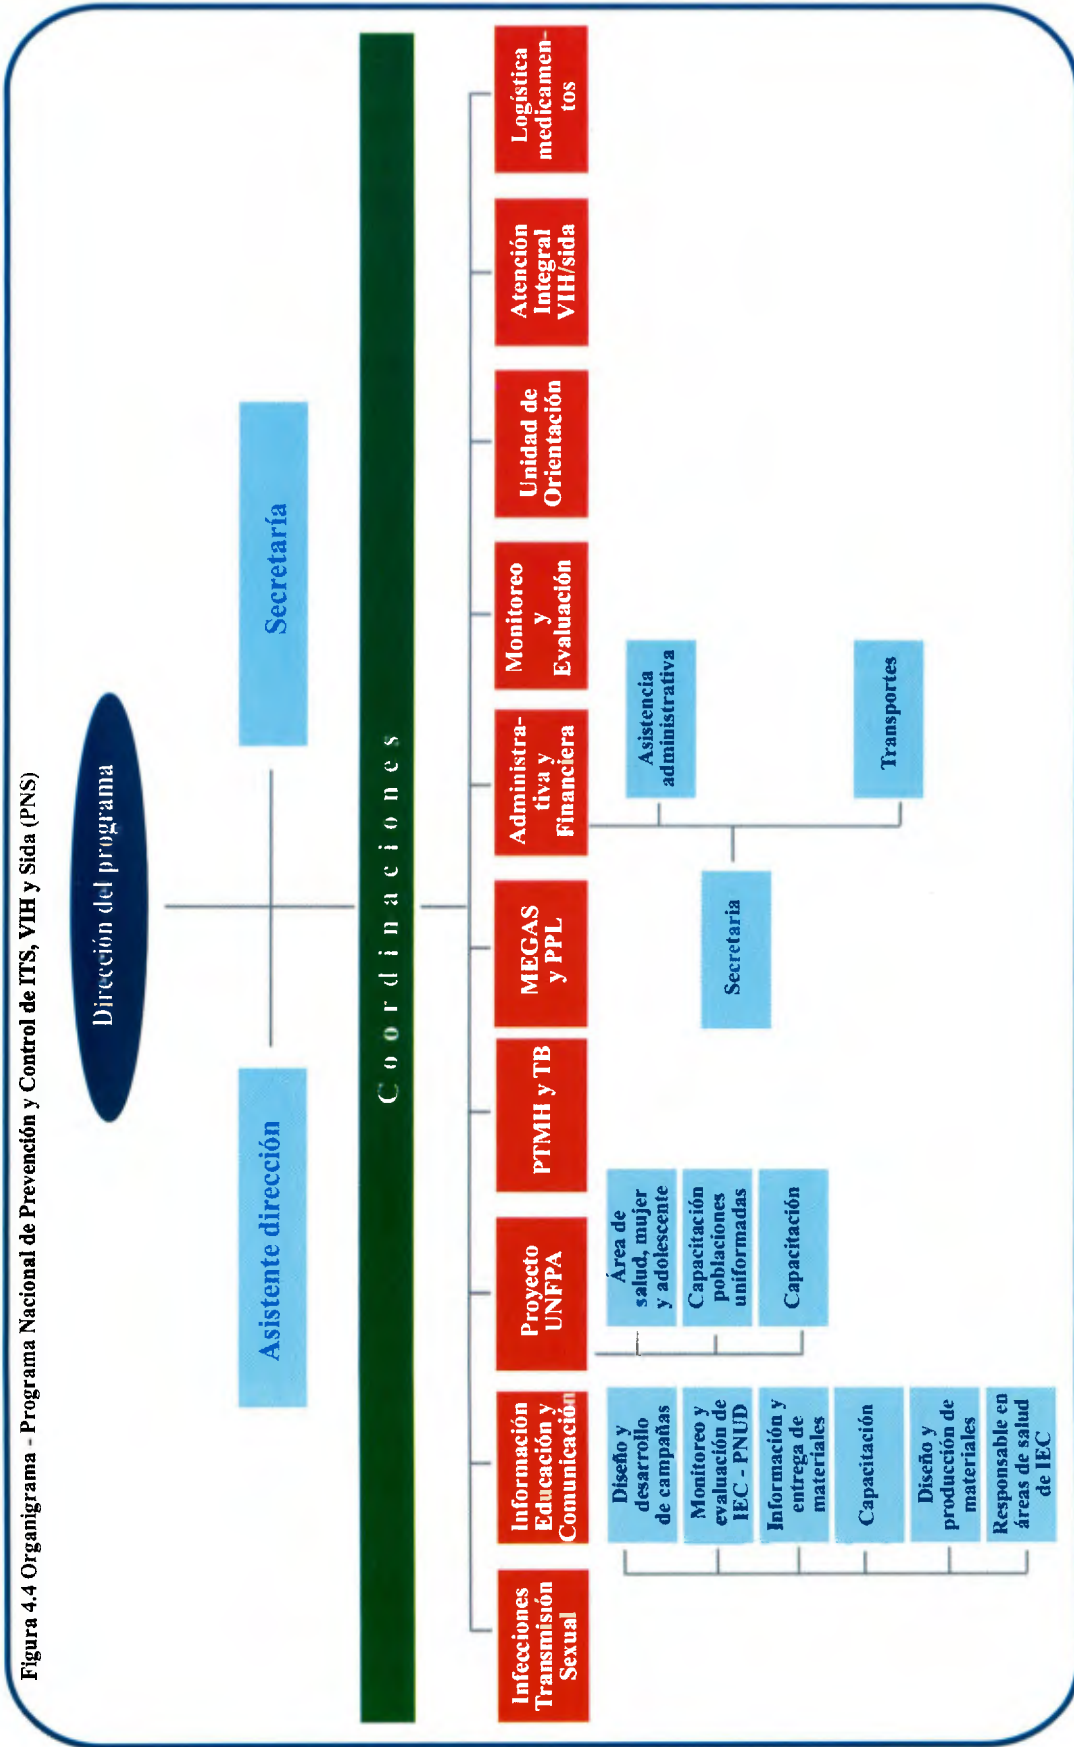 Figura 4.4 Organigrama - Programa Nacional de Prevención y Control de ITS, VIH y Sida (PNS)
Dirección del programa
Asistente dirección
Secretaría
Coordinaciones
Infecciones
Transmisión
Sexual
Información
Educación y
Comunicación
Proyecto
UNFPA
PTMH y TB
MEGAS
y PPL
Administra-
tiva y
Financiera
Monitoreo
y
Evaluación
Unidad de
Orientación
Atención
Integral
VIH/sida
Logística
medicamen-
tos
Diseño y
desarrollo
de campañas
Monitoreo y
evaluación de
IEC - PNUD
Información y
entrega de
materiales
Capacitación
Diseño y
producción de
materiales
Responsable en
áreas de salud
de IEC
Área de
salud, mujer
y adolescente
Capacitación
poblaciones
uniformadas
Capacitación
Secretaria
Asistencia
administrativa
Transportes